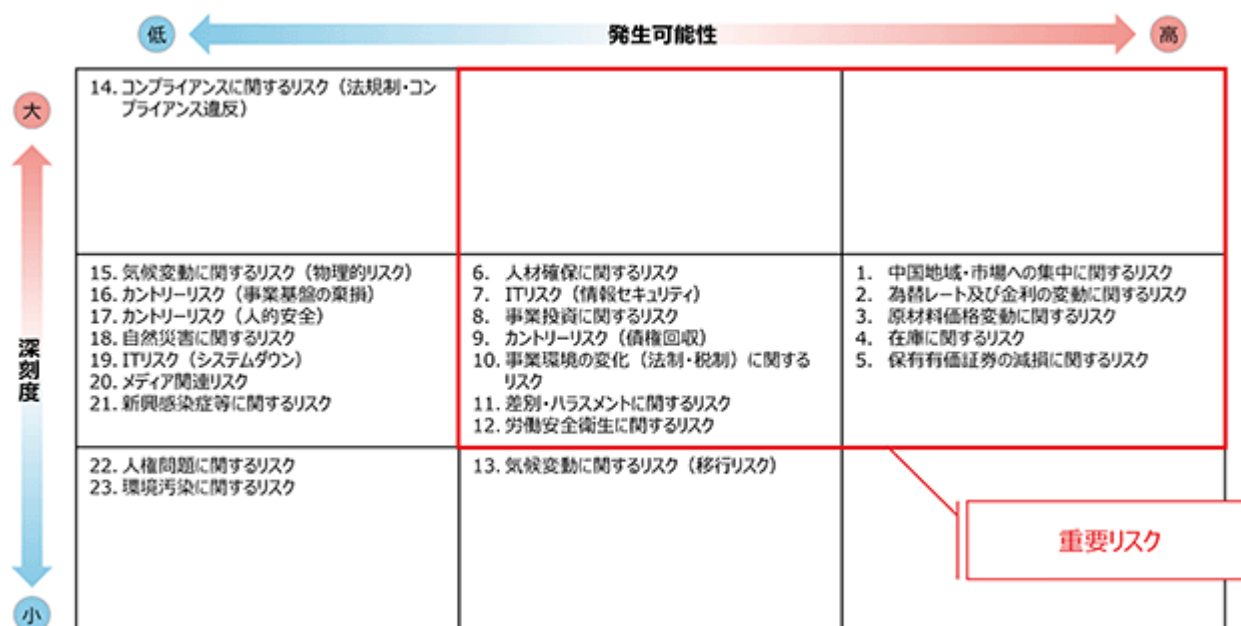 低 発生可能性 高
大
深刻度
小
14. コンプライアンスに関するリスク（法規制・コン
プライアンス違反）
15. 気候変動に関するリスク（物理的リスク）
16. カントリーリスク（事業基盤の棄損）
17. カントリーリスク（人的安全）
18. 自然災害に関するリスク
19. ITリスク（システムダウン）
20. メディア関連リスク
21. 新興感染症等に関するリスク
6. 人材確保に関するリスク
7. ITリスク（情報セキュリティ）
8. 事業投資に関するリスク
9. カントリーリスク（債権回収）
10. 事業環境の変化（法制・税制）に関する
リスク
11. 差別・ハラスメントに関するリスク
12. 労働安全衛生に関するリスク
1. 中国地域・市場への集中に関するリスク
2. 為替レート及び金利の変動に関するリスク
3. 原材料価格変動に関するリスク
4. 在庫に関するリスク
5. 保有有価証券の減損に関するリスク
22. 人権問題に関するリスク
23. 環境汚染に関するリスク
13. 気候変動に関するリスク（移行リスク）
重要リスク